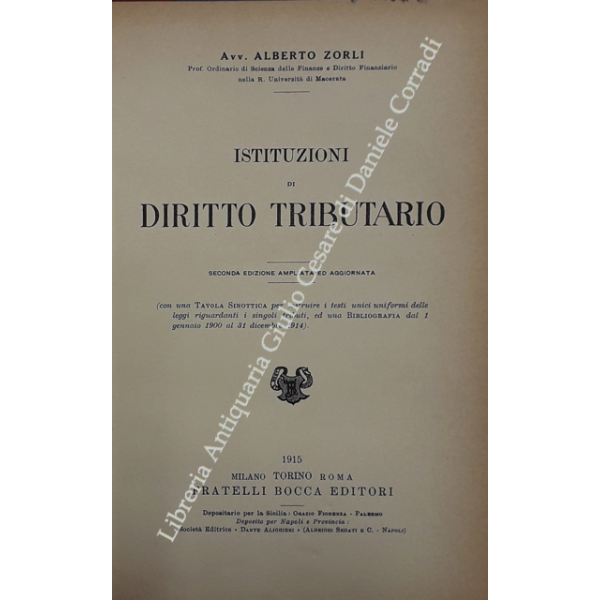 Avv. ALBERTO ZORLI
Prof. Ordinario di Scienza delle Finanze e Diritto Finanziario
nella R. Università di Macerata
ISTITUZIONI
DI
DIRITTO TRIBUTARIO
SECONDA EDIZIONE AMPLIATA ED AGGIORNATA
(con una TAVOLA SINOTTICA per costruire i testi unici uniformi delle
leggi riguardanti i singoli tributi, ed una BIBLIOGRAFIA dal 1
gennaio 1900 al 31 dicembre 1914).
1915
MILANO TORINO ROMA
FRATELLI BOCCA EDITORI
Depositario per la Sicilia: ORAZIO FIORENZA - PALERMO
Deposito per Napoli e Provincia:
Società Editrice « DANTE ALIGHIERI » (ALBRIGHI SEGATI e C. - NAPOLI)
Libreria Antiquaria Giulio Cesare di Daniele Corradi